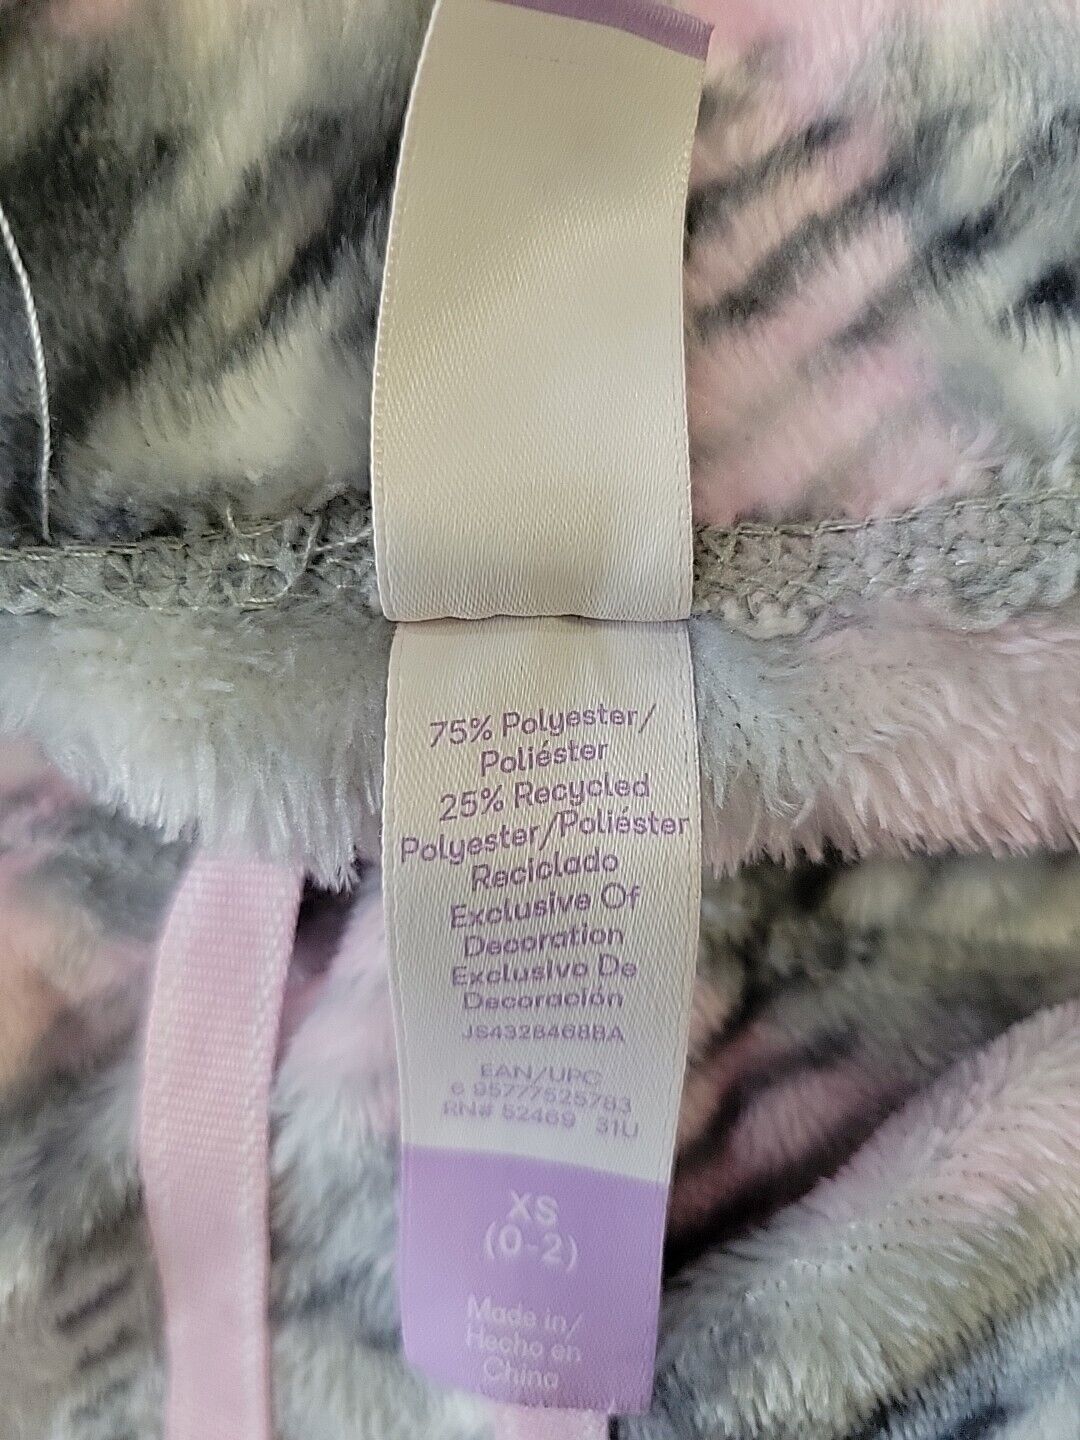 75% Polyester/
Poliéster
25% Recycled
Polyester/Poliéster
Reciclado
Exclusive Of
Decoration
Exclusivo De
Decoración
JS432B468BA
EAN/UPC
6 95777525783
RN# 52469 31U
XS
(0-2)
Made in/
Hecho en
China